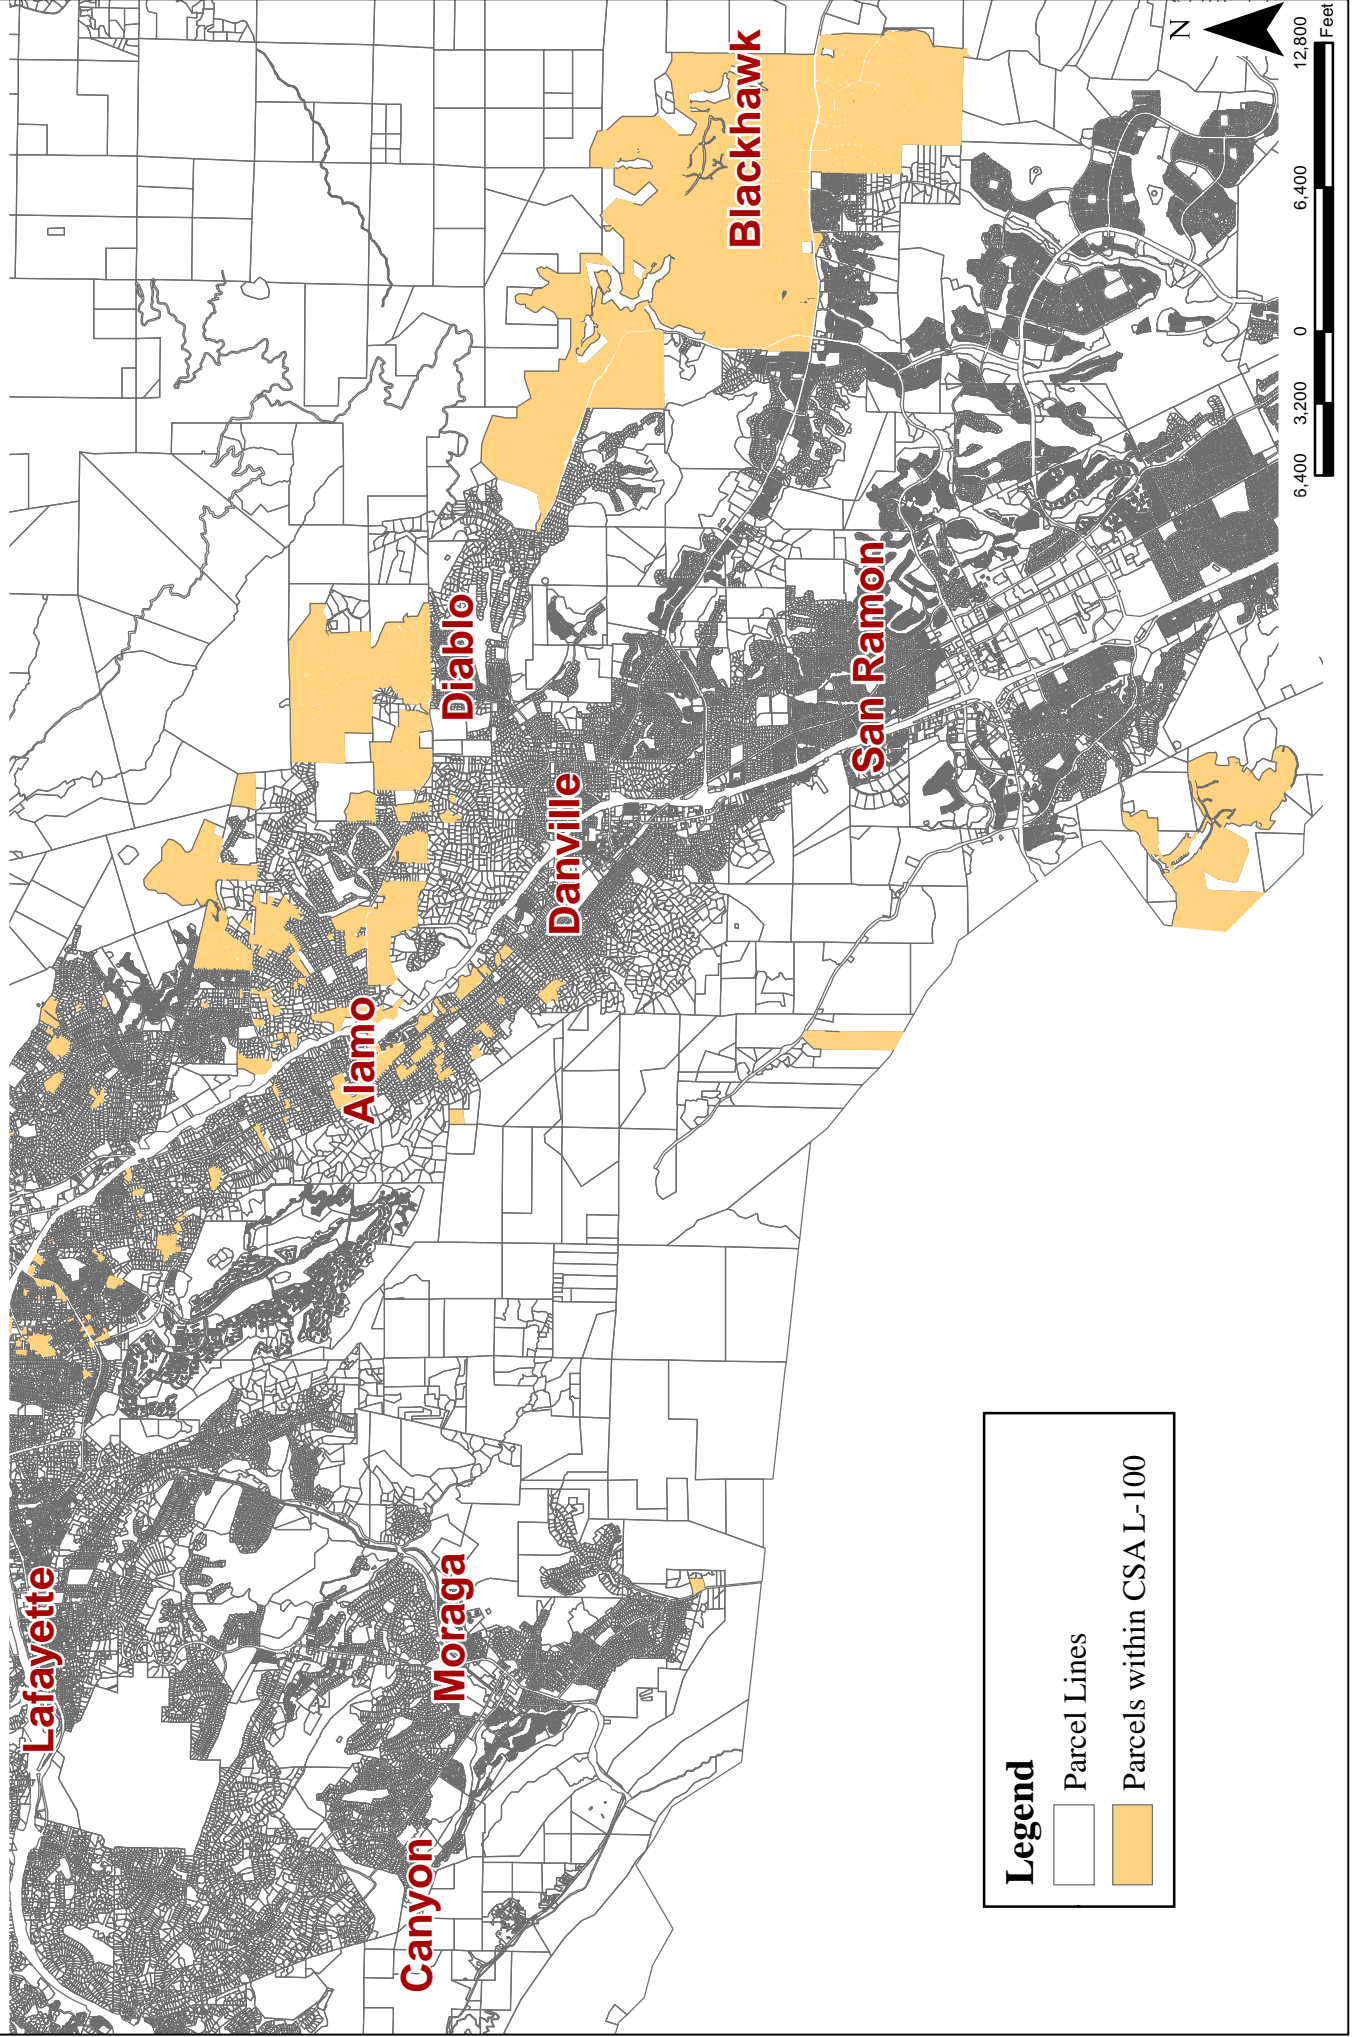 Lafayette
Canyon
Moraga
Alamo
Danville
Diablo
San Ramon
Blackhawk
Legend
Parcel Lines
Parcels within CSA L-100
N
6,400 3,200 0 6,400 12,800
Feet